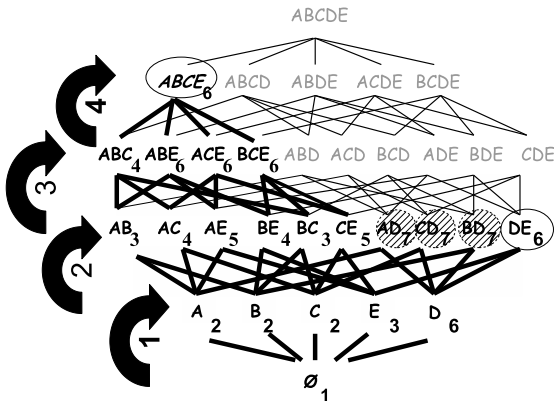 ABCDE
4 ABCE6 ABCD ABDE ACDE BCDE
3 ABC4 ABE6 ACE6 BCE6 ABD ACD BCD ADE BDE CDE
2 AB3 AC4 AE5 BE4 BC3 CE5 AD7 CD7 BD7 DE6
1 A2 B2 C2 E3 D6
Ø1